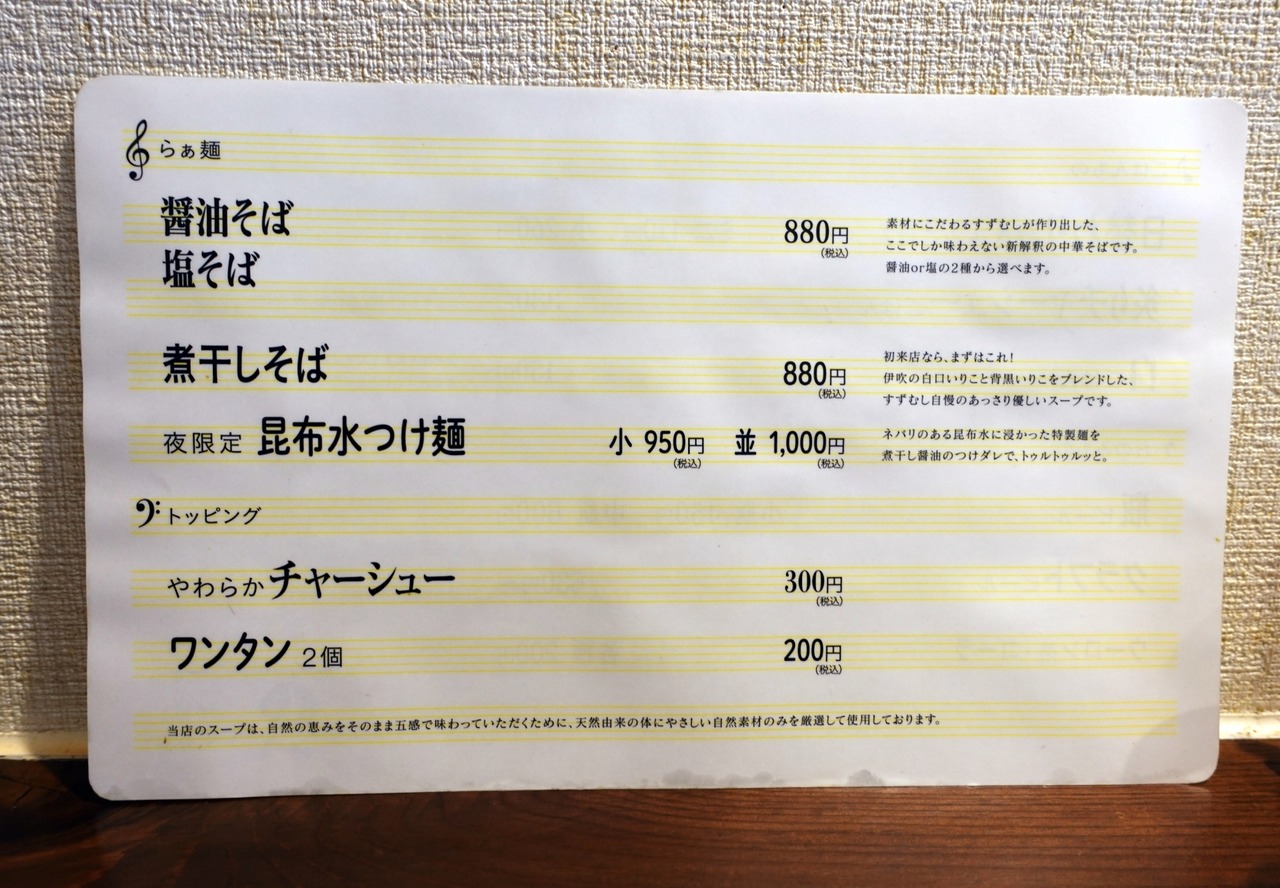 らぁ麺
醤油そば
塩そば
880円
(税込)
素材にこだわるすずむしが作り出した、
ここでしか味わえない新解釈の中華そばです。
醤油or塩の2種から選べます。
煮干しそば 880円
(税込)
初来店なら、まずはこれ!
伊吹の白口いりこと背黒いりこをブレンドした、
すずむし自慢のあっさり優しいスープです。
夜限定 昆布水つけ麺 小 950円 並 1,000円
(税込) (税込)
ネバリのある昆布水に浸かった特製麺を
煮干し醤油のつけダレで、トゥルトゥルッと。
トッピング
やわらかチャーシュー 300円
(税込)
ワンタン 2個 200円
(税込)
当店のスープは、自然の恵みをそのまま五感で味わっていただくために、天然由来の体にやさしい自然素材のみを厳選して使用しております。